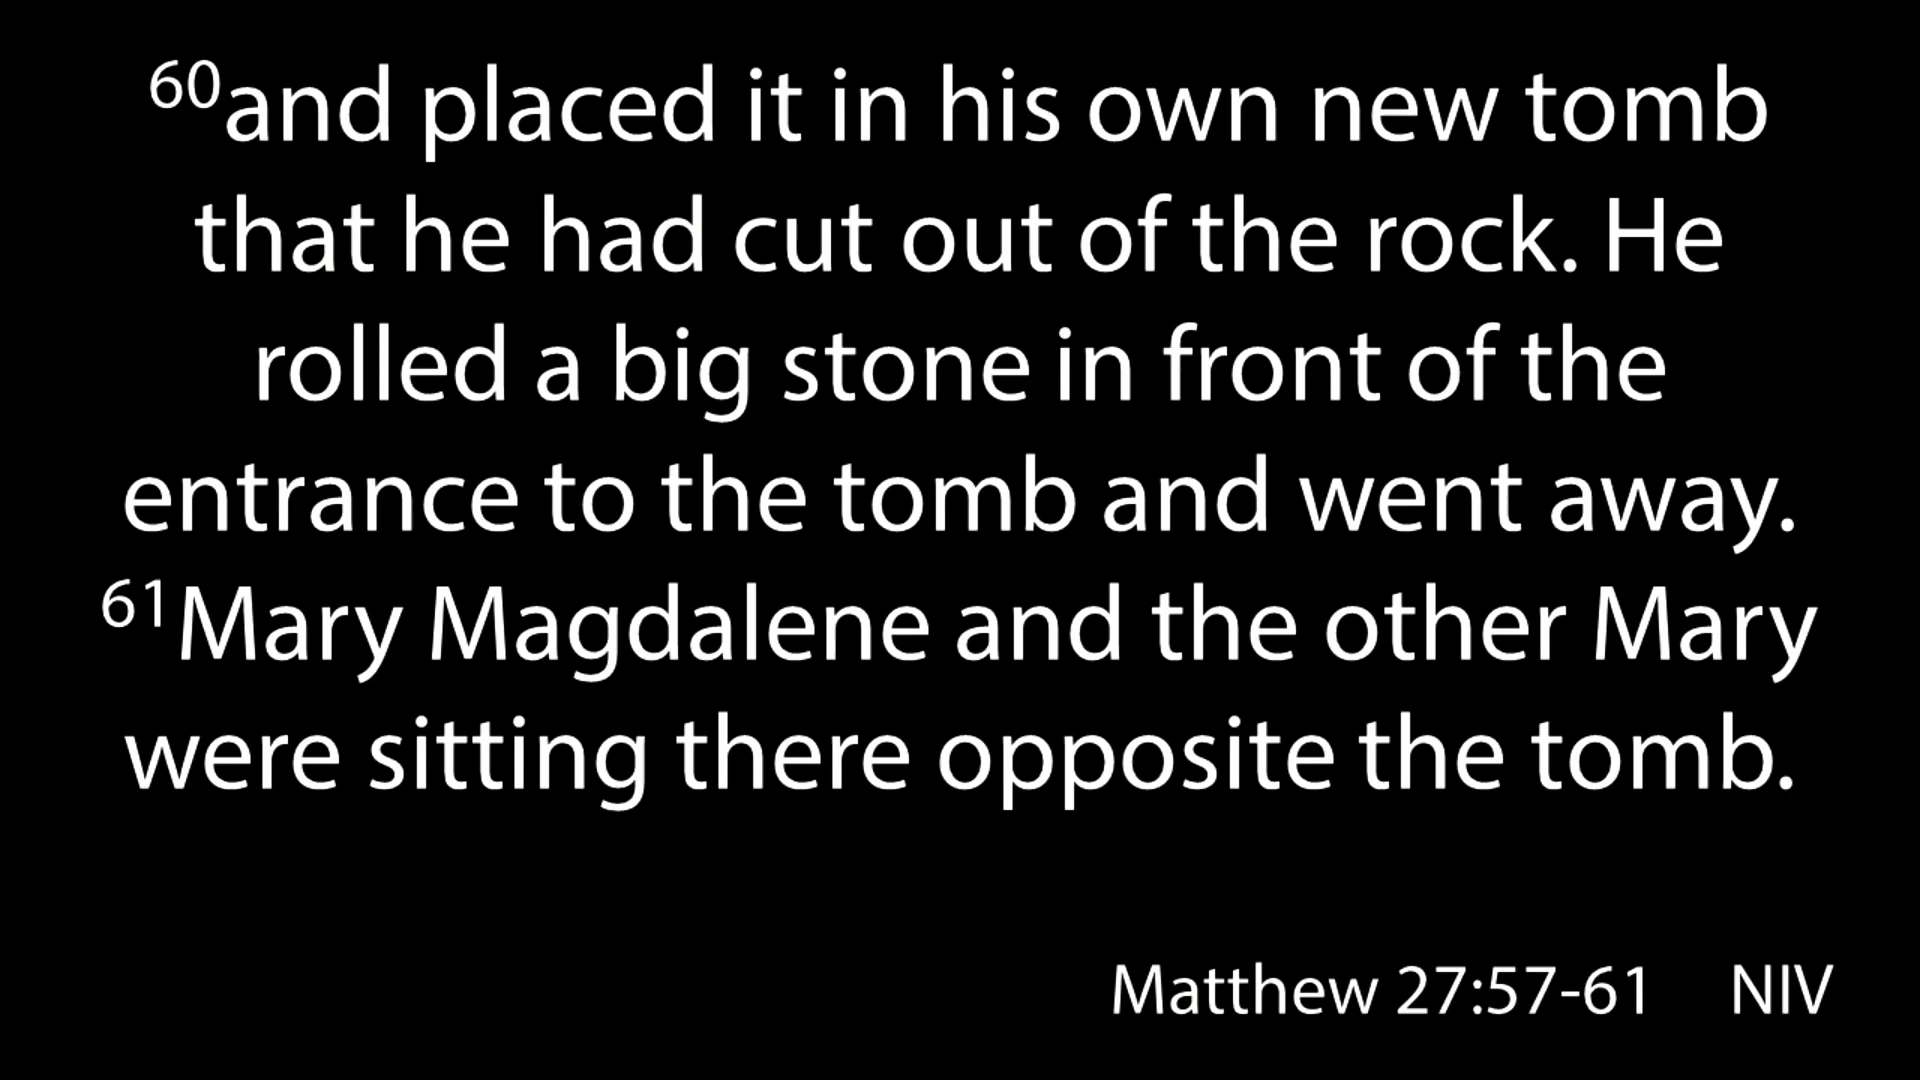 60and placed it in his own new tomb
that he had cut out of the rock. He
rolled a big stone in front of the
entrance to the tomb and went away.
61Mary Magdalene and the other Mary
were sitting there opposite the tomb.
Matthew 27:57-61 NIV